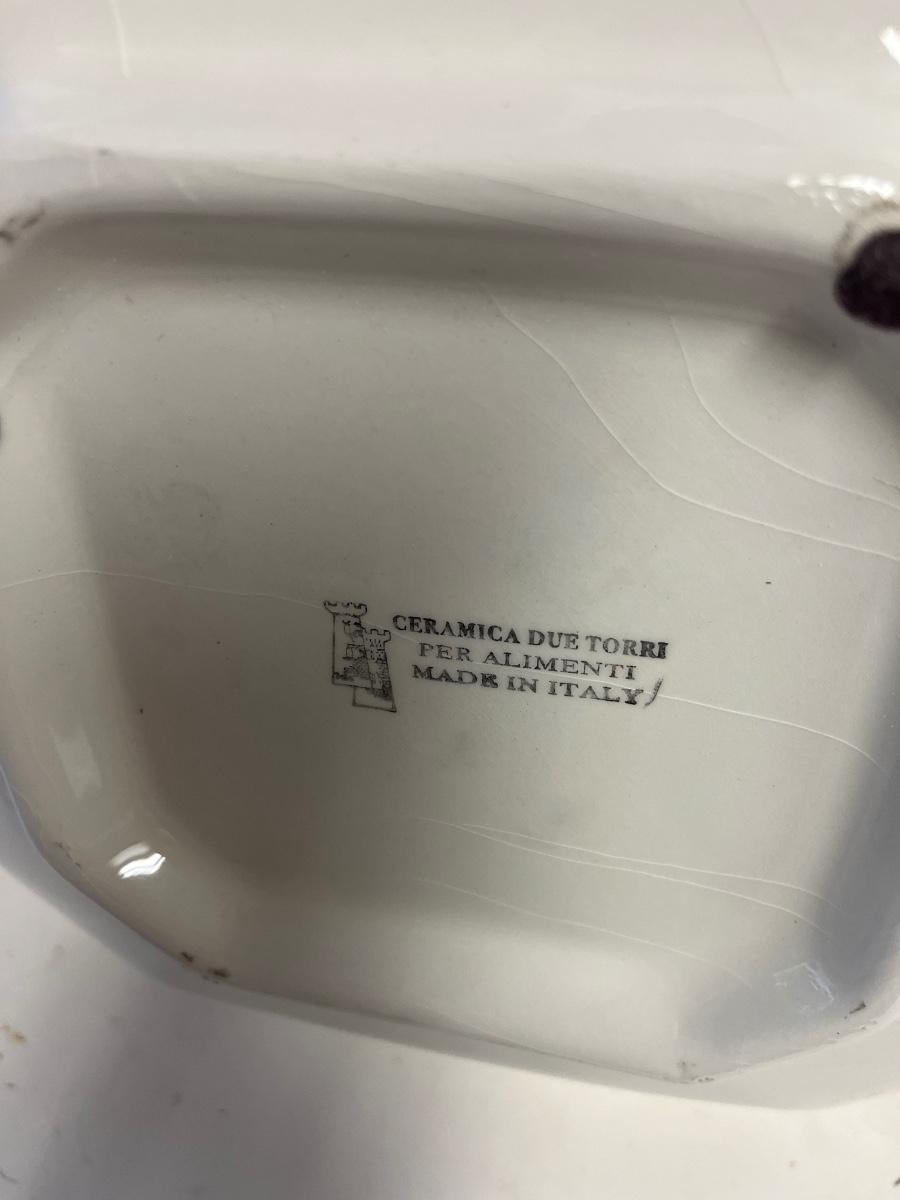 CERAMICA DUE TORRI
PER ALIMENTI
MADE IN ITALY